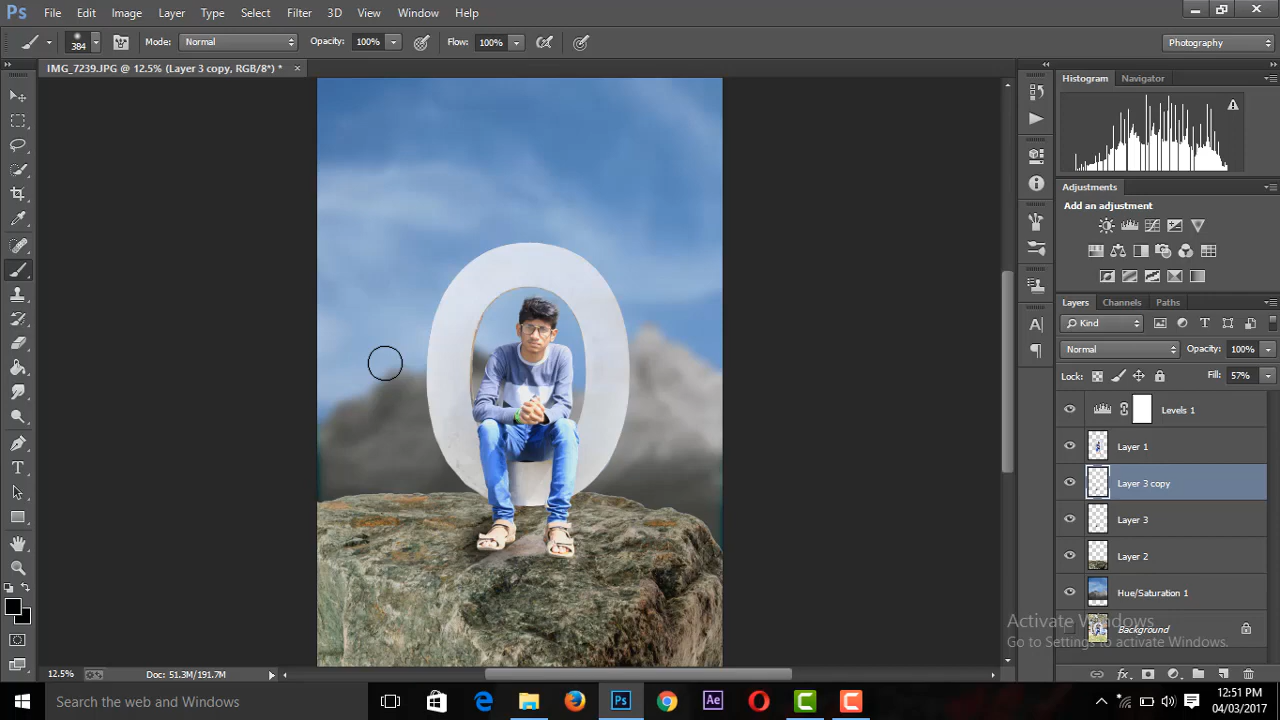 Ps File Edit Image Layer Type Select Filter 3D View Window Help
384 Mode: Normal Opacity: 100% Flow: 100% Photography
IMG_7239.JPG @ 12.5% (Layer 3 copy, RGB/8*) * ×
Histogram Navigator
Adjustments
Add an adjustment
Layers Channels Paths
Kind
Normal Opacity: 100%
Lock: Fill: 57%
Levels 1
Layer 1
Layer 3 copy
Layer 3
Layer 2
Hue/Saturation 1
Background
Activate Windows
Go to Settings to activate Windows.
12.5% Doc: 51.3M/191.7M
Search the web and Windows
Ps
Ae
12:51 PM
04/03/2017